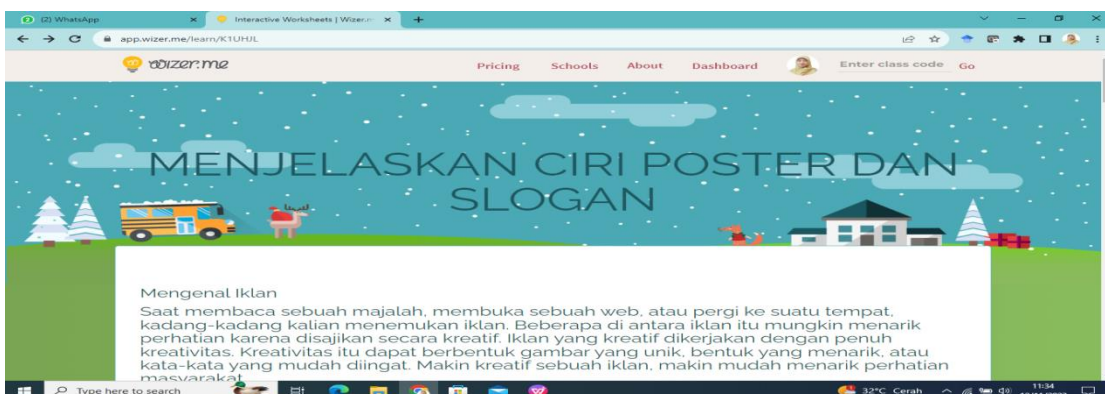 (2) WhatsApp
Interactive Worksheets | Wizer.m
app.wizer.me/learn/K1UHJL
wizer.me
Pricing Schools About Dashboard Enter class code Go
MENJELASKAN CIRI POSTER DAN
SLOGAN
Mengenal Iklan
Saat membaca sebuah majalah, membuka sebuah web, atau pergi ke suatu tempat,
kadang-kadang kalian menemukan iklan. Beberapa di antara iklan itu mungkin menarik
perhatian karena disajikan secara kreatif. Iklan yang kreatif dikerjakan dengan penuh
kreativitas. Kreativitas itu dapat berbentuk gambar yang unik, bentuk yang menarik, atau
kata-kata yang mudah diingat. Makin kreatif sebuah iklan, makin mudah menarik perhatian
masyarakat
Type here to search
32°C Cerah
11:34